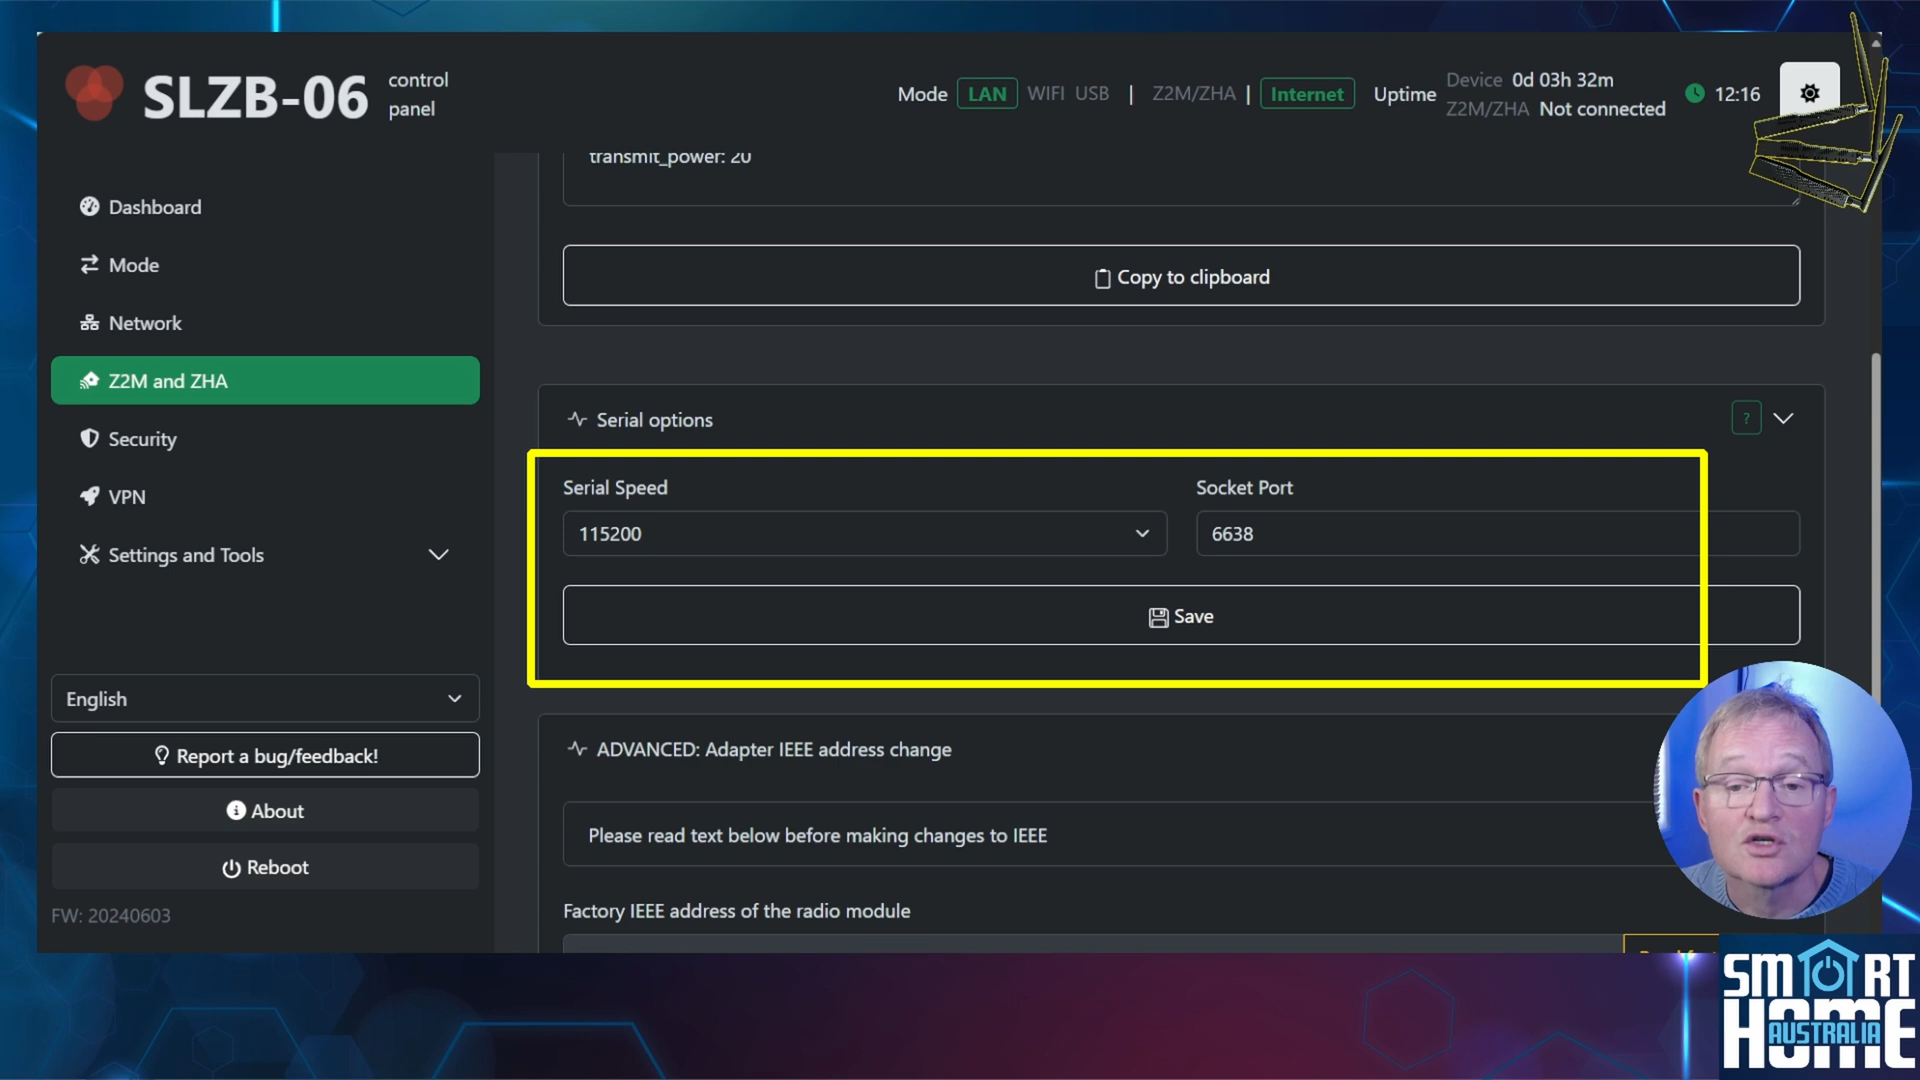 SLZB-06 control panel
Mode LAN WIFI USB | Z2M/ZHA | Internet Uptime Device 0d 03h 32m Z2M/ZHA Not connected 12:16
Dashboard
Mode
Network
Z2M and ZHA
Security
VPN
Settings and Tools
English
Report a bug/feedback!
About
Reboot
FW: 20240603
transmit_power: 20
Copy to clipboard
Serial options ?
Serial Speed Socket Port
115200 6638
Save
ADVANCED: Adapter IEEE address change
Please read text below before making changes to IEEE
Factory IEEE address of the radio module
SMART
HOME
AUSTRALIA